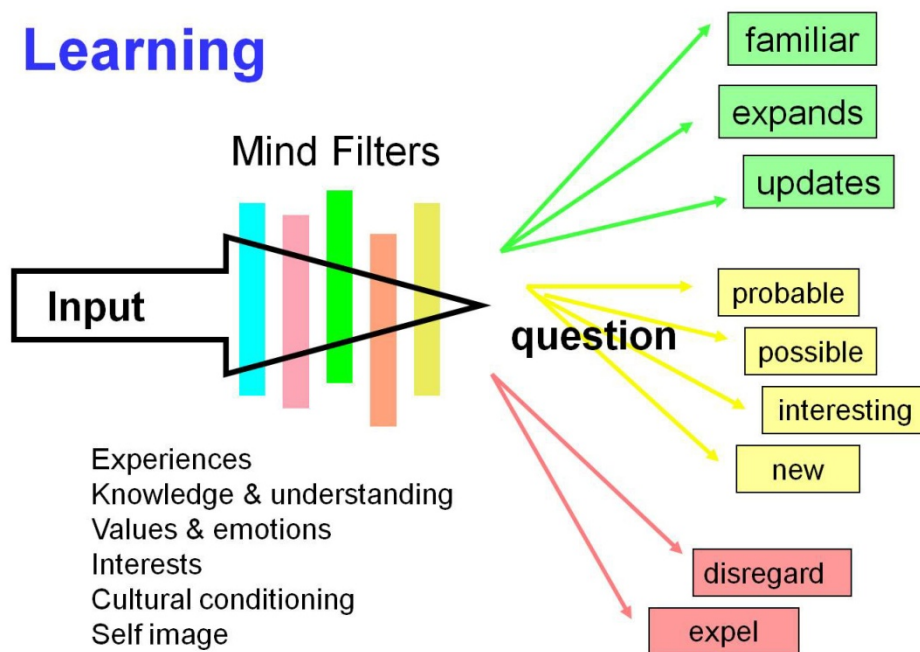 Learning
Mind Filters
Input
Experiences
Knowledge & understanding
Values & emotions
Interests
Cultural conditioning
Self image
question
familiar
expands
updates
probable
possible
interesting
new
disregard
expel